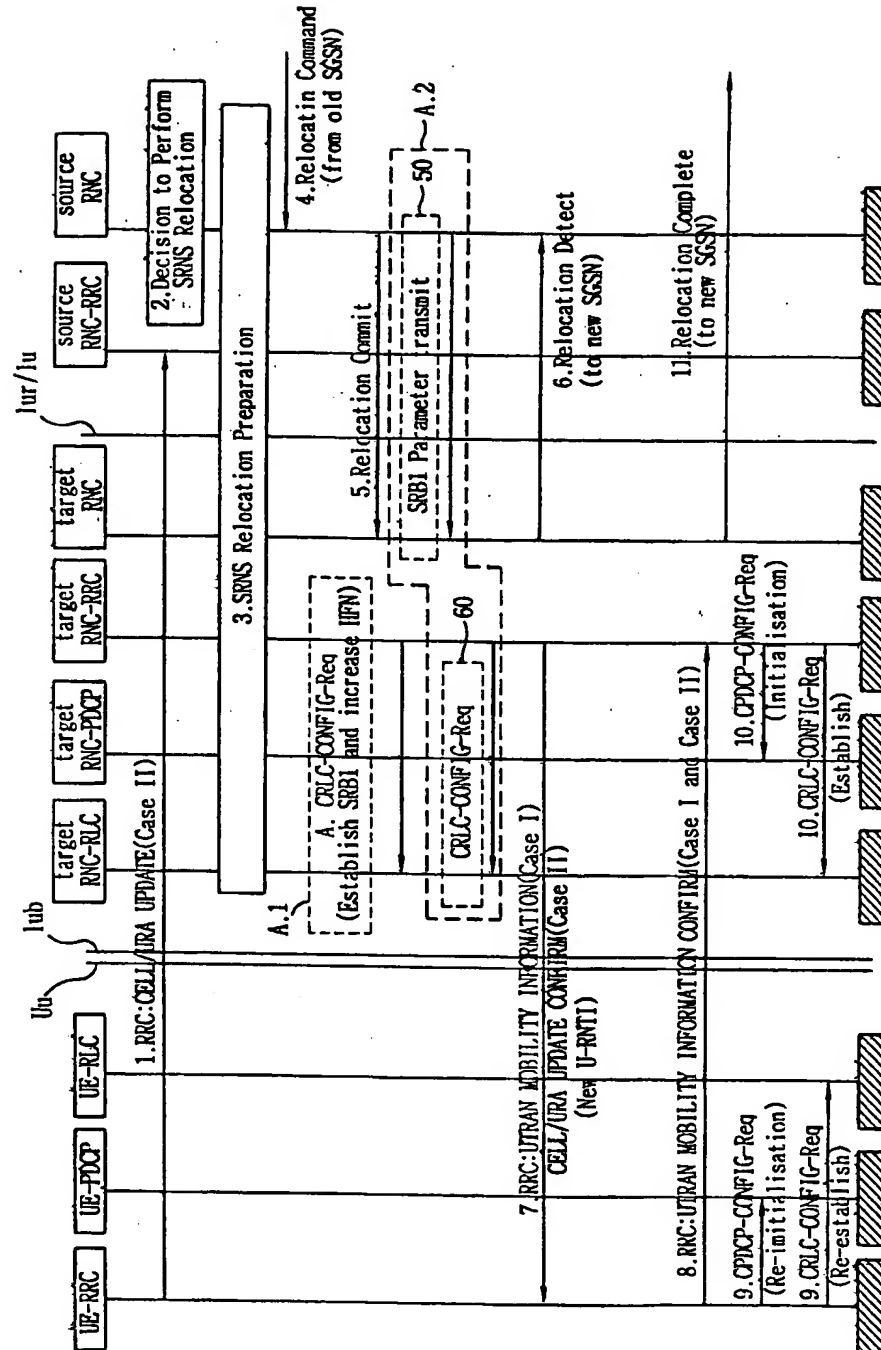 UE-RRC
UE-PDCP
UE-RLC
Uu
Iub
target
RNC-RLC
target
RNC-PDCP
target
RNC-RRC
target
RNC
Iur/Iu
source
RNC-RRC
source
RNC
1.RRC:CELL/URA UPDATE(Case II)
2.Decision to Perform
SRNS Relocation
3.SRNS Relocation Preparation
4.Relocatin Command
(from old SGSN)
A.1
A. CRLC-CONFIG-Req
(Establish SRB1 and increase HFN)
5.Relocation Commit
A.2
50
SRB1 Parameter transmit
60
CRLC-CONFIG-Req
6.Relocation Detect
(to new SGSN)
7.RRC:UTRAN MOBILITY INFORMATION(Case I)
CELL/URA UPDATE CONFIRM(Case II)
(New U-RNTI)
8.RRC:UTRAN MOBILITY INFORMATION CONFIRM(Case I and Case II)
11.Relocation Complete
(to new SGSN)
9.CPDCP-CONFIG-Req
(Re-imitialisation)
9.CRLC-CONFIG-Req
(Re-establish)
10.CPDCP-CONFIG-Req
(Initialisation)
10.CRLC-CONFIG-Req
(Establish)